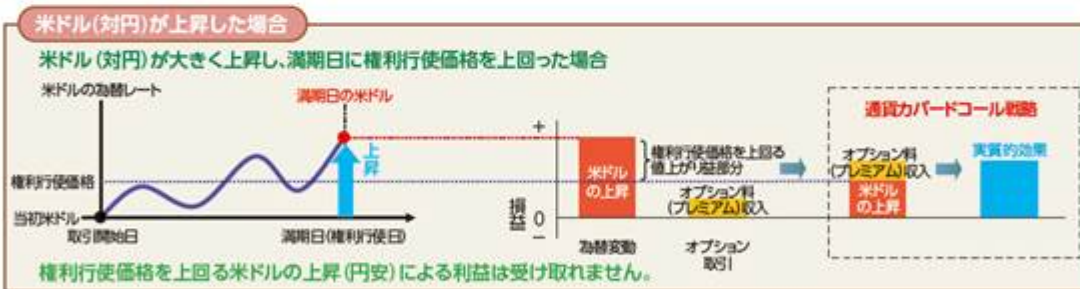 米ドル(対円)が上昇した場合
米ドル(対円)が大きく上昇し、満期日に権利行使価格を上回った場合
米ドルの為替レート
満期日の米ドル
上昇
権利行使価格
当初米ドル
取引開始日
満期日(権利行使日)
+
損益
0
−
米ドルの上昇
権利行使価格を上回る
値上がり益部分
オプション料
(プレミアム)収入
為替変動
オプション
取引
通貨カバードコール戦略
オプション料
(プレミアム)収入
米ドル
の上昇
実質的効果
権利行使価格を上回る米ドルの上昇(円安)による利益は受け取れません。